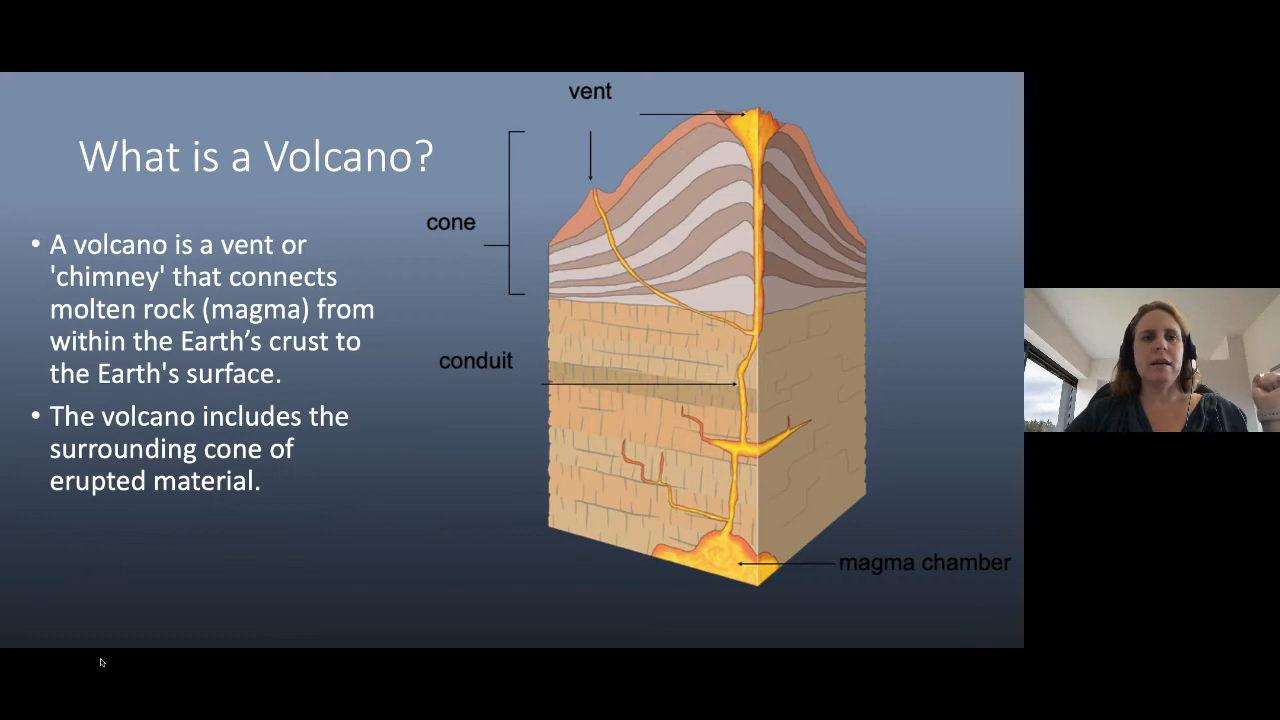 What is a Volcano?
• A volcano is a vent or
'chimney' that connects
molten rock (magma) from
within the Earth’s crust to
the Earth's surface.
• The volcano includes the
surrounding cone of
erupted material.
vent
cone
conduit
magma chamber